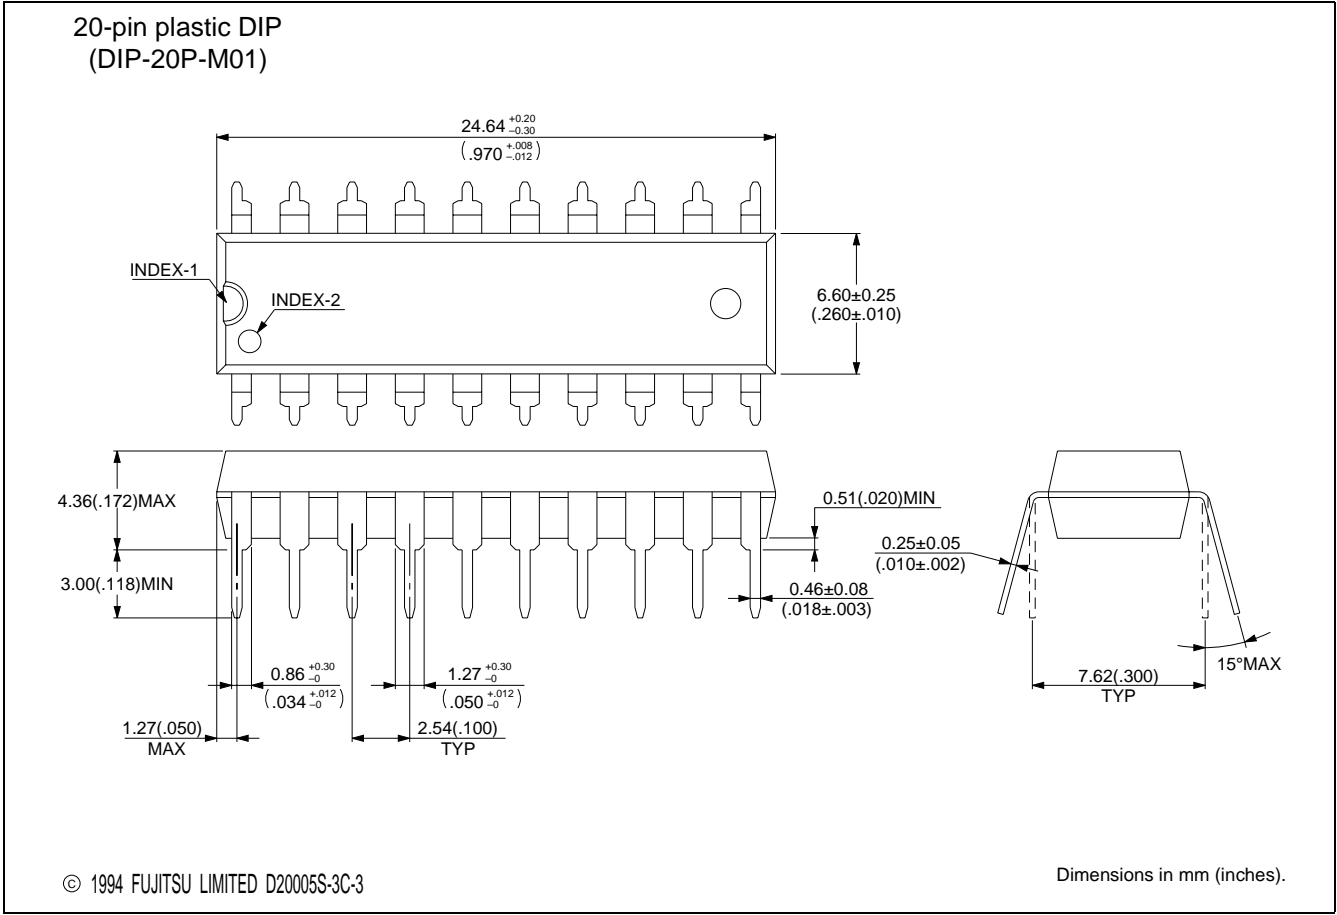 20-pin plastic DIP
(DIP-20P-M01)
24.64 +0.20 –0.30
(.970 +.008 –.012)
INDEX-1
INDEX-2
6.60±0.25
(.260±.010)
4.36(.172)MAX
3.00(.118)MIN
0.51(.020)MIN
0.25±0.05
(.010±.002)
0.46±0.08
(.018±.003)
15°MAX
0.86 +0.30 –0
(.034 +.012 –0)
1.27 +0.30 –0
(.050 +.012 –0)
7.62(.300)
TYP
1.27(.050)
MAX
2.54(.100)
TYP
© 1994 FUJITSU LIMITED D20005S-3C-3
Dimensions in mm (inches).